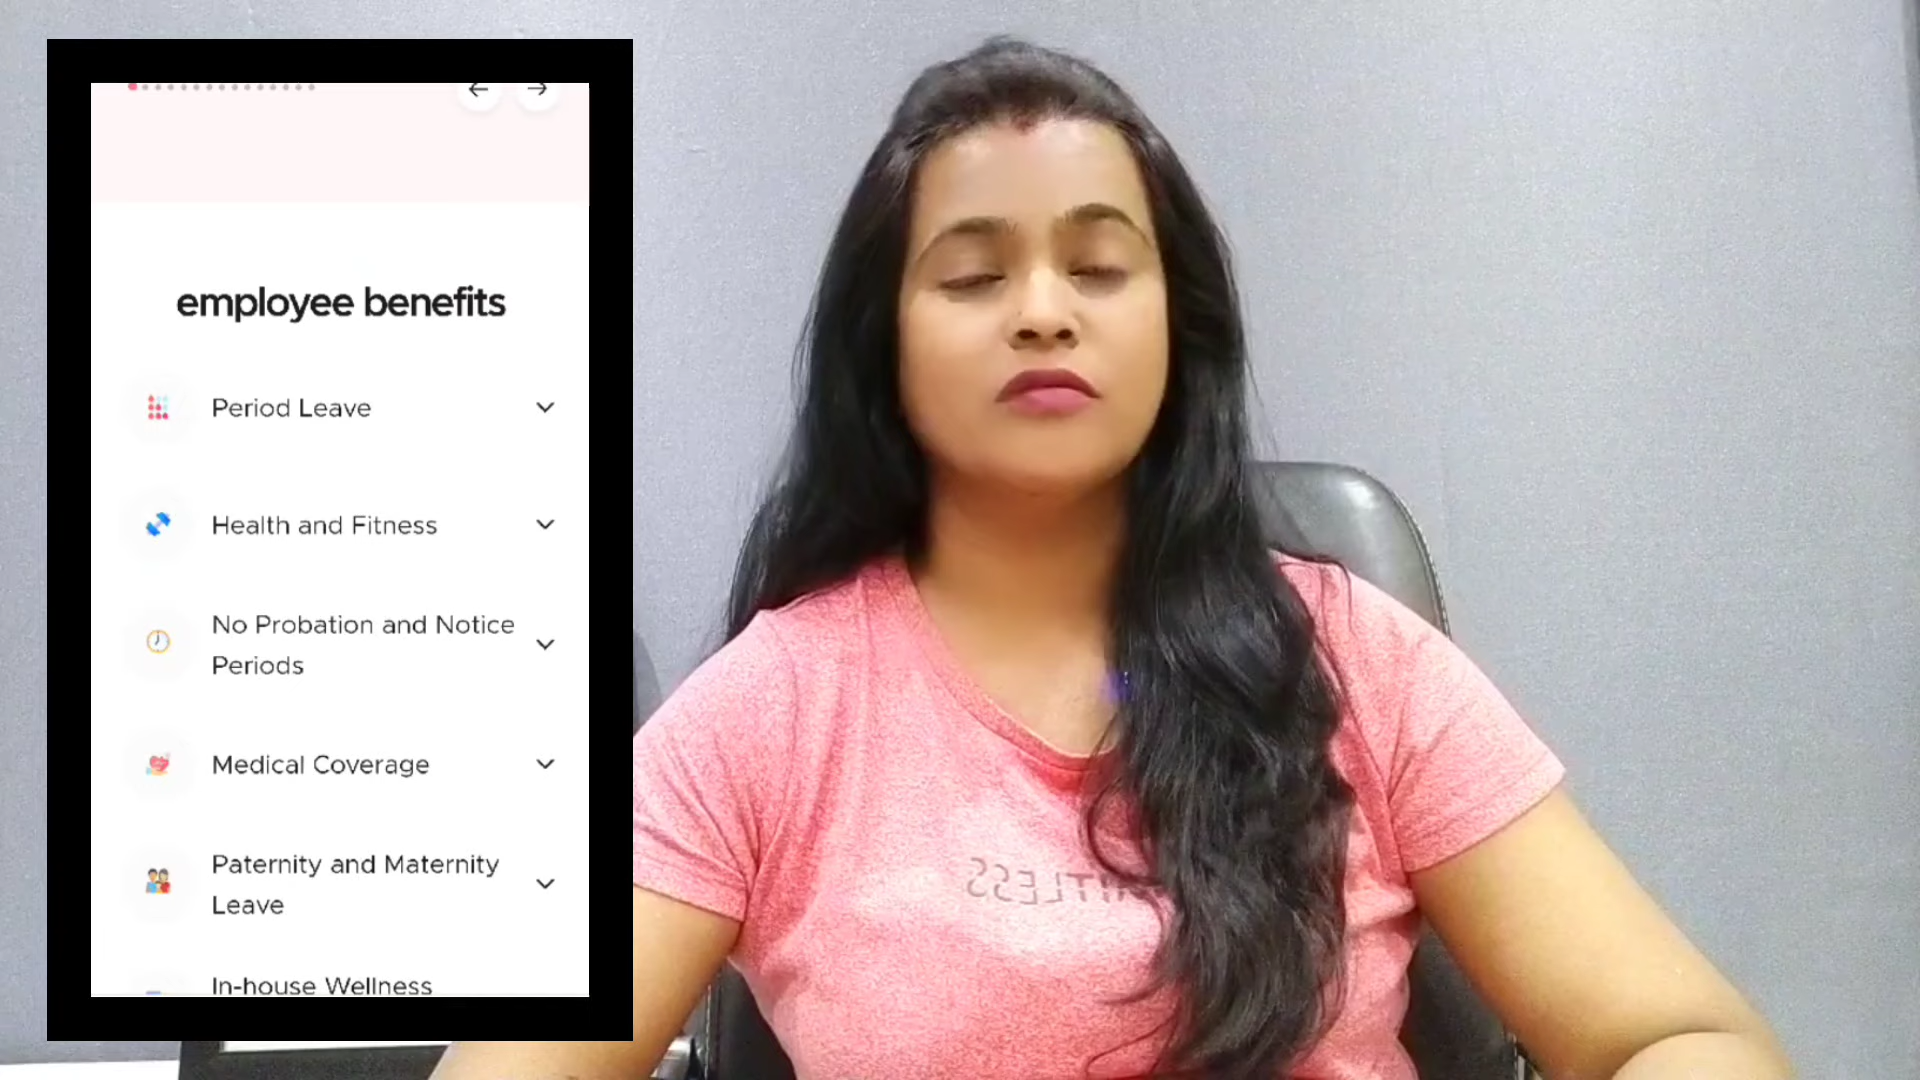 employee benefits
Period Leave
Health and Fitness
No Probation and Notice
Periods
Medical Coverage
Paternity and Maternity
Leave
In-house Wellness